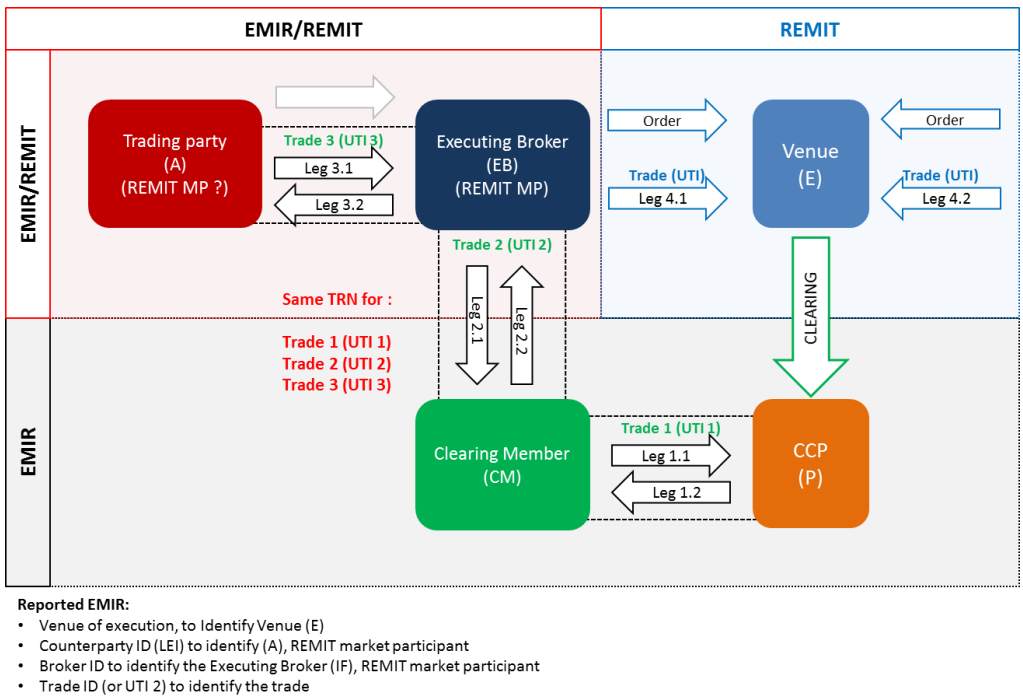 EMIR/REMIT
REMIT
EMIR/REMIT
Trading party
(A)
(REMIT MP ?)
Trade 3 (UTI 3)
Leg 3.1
Leg 3.2
Executing Broker
(EB)
(REMIT MP)
Order
Trade (UTI)
Leg 4.1
Venue
(E)
Order
Trade (UTI)
Leg 4.2
Trade 2 (UTI 2)
Leg 2.1
Leg 2.2
CLEARING
Same TRN for :
Trade 1 (UTI 1)
Trade 2 (UTI 2)
Trade 3 (UTI 3)
EMIR
Clearing Member
(CM)
Trade 1 (UTI 1)
Leg 1.1
Leg 1.2
CCP
(P)
Reported EMIR:
• Venue of execution, to Identify Venue (E)
• Counterparty ID (LEI) to identify (A), REMIT market participant
• Broker ID to identify the Executing Broker (IF), REMIT market participant
• Trade ID (or UTI 2) to identify the trade